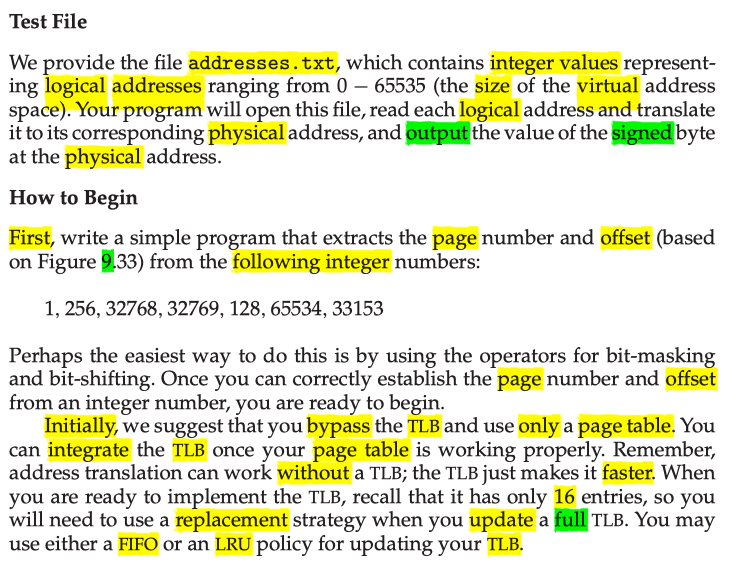 Test File
We provide the file addresses.txt, which contains integer values represent-
ing logical addresses ranging from 0 – 65535 (the size of the virtual address
space). Your program will open this file, read each logical address and translate
it to its corresponding physical address, and output the value of the signed byte
at the physical address.
How to Begin
First, write a simple program that extracts the page number and offset (based
on Figure 9.33) from the following integer numbers:
1, 256, 32768, 32769, 128, 65534, 33153
Perhaps the easiest way to do this is by using the operators for bit-masking
and bit-shifting. Once you can correctly establish the page number and offset
from an integer number, you are ready to begin.
Initially, we suggest that you bypass the TLB and use only a page table. You
can integrate the TLB once your page table is working properly. Remember,
address translation can work without a TLB; the TLB just makes it faster. When
you are ready to implement the TLB, recall that it has only 16 entries, so you
will need to use a replacement strategy when you update a full TLB. You may
use either a FIFO or an LRU policy for updating your TLB.